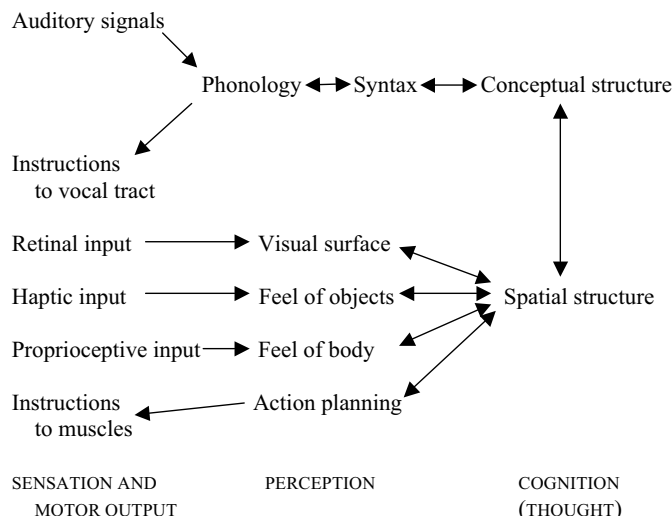 Auditory signals
Phonology Syntax Conceptual structure
Instructions
to vocal tract
Retinal input Visual surface
Haptic input Feel of objects Spatial structure
Proprioceptive input Feel of body
Instructions Action planning
to muscles
SENSATION AND PERCEPTION COGNITION
MOTOR OUTPUT (THOUGHT)